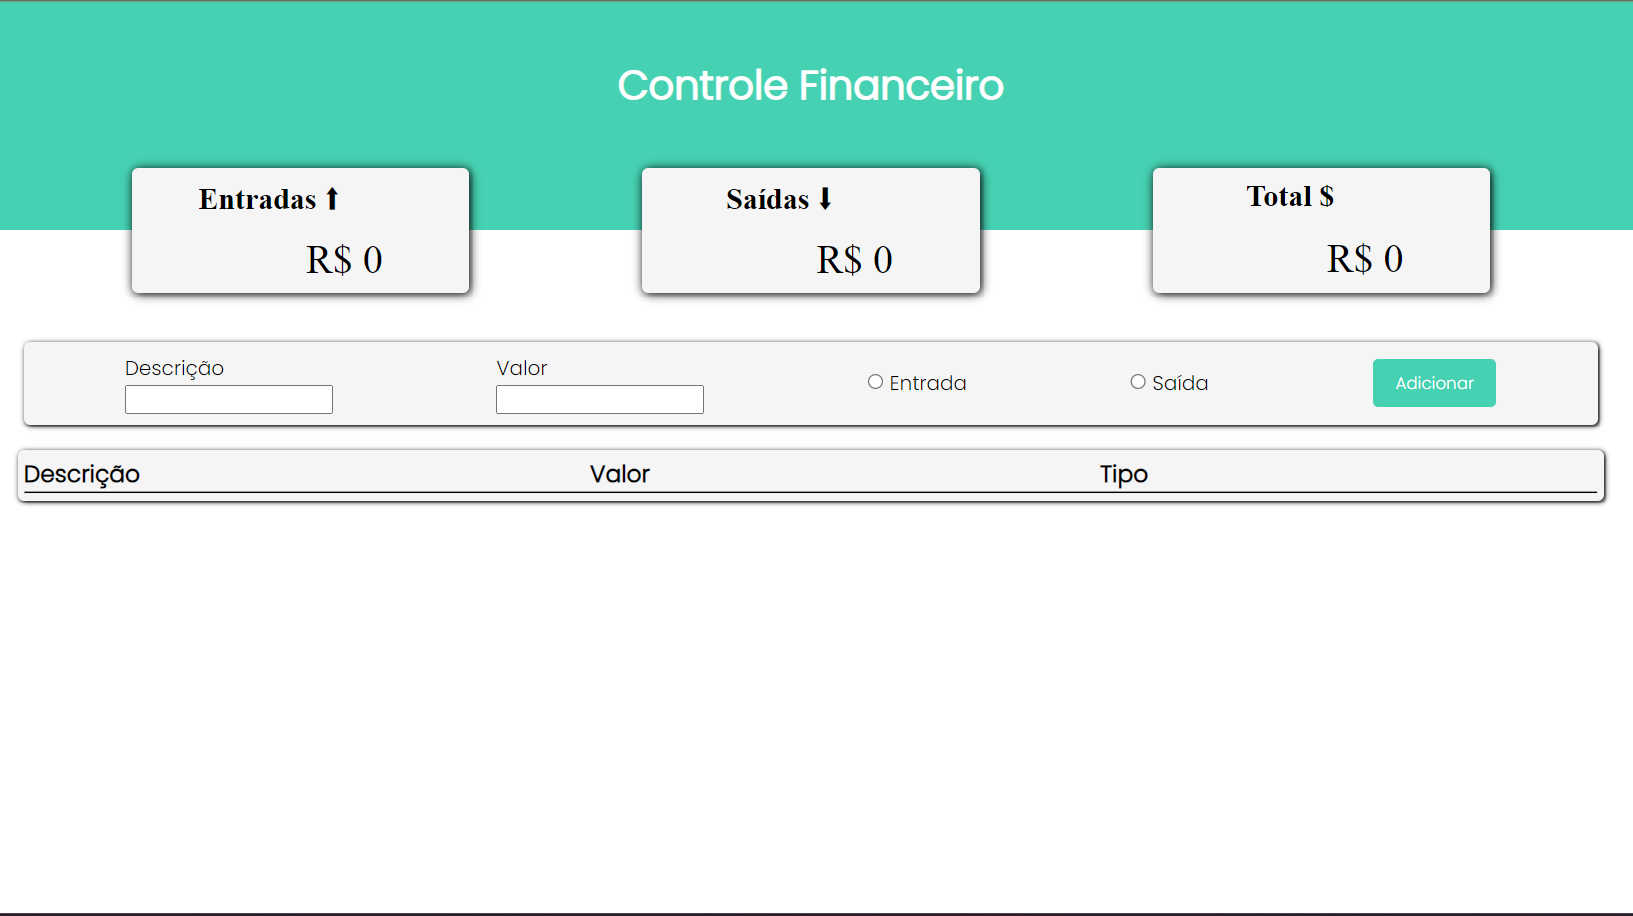 Controle Financeiro
Entradas ⬆ Saídas ⬇ Total $
R$ 0 R$ 0 R$ 0
Descrição Valor
Entrada Saída Adicionar
Descrição Valor Tipo